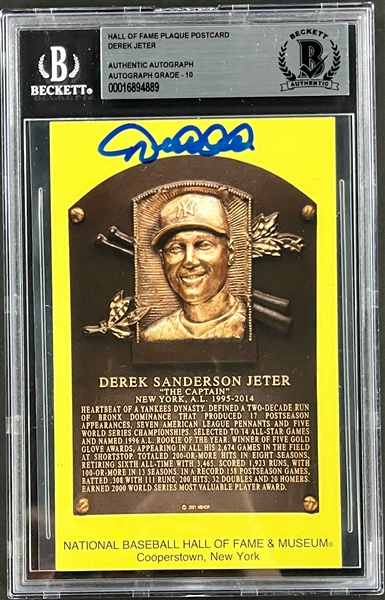 HALL OF FAME PLAQUE POSTCARD
DEREK JETER
AUTHENTIC AUTOGRAPH
AUTOGRAPH GRADE - 10
00016894889
B
BECKETT®
BECKETT
B
AUTHENTIC
NY
DEREK SANDERSON JETER
"THE CAPTAIN"
NEW YORK, A.L. 1995-2014
HEARTBEAT OF A YANKEES DYNASTY. DEFINED A TWO-DECADE RUN
OF BRONX DOMINANCE THAT PRODUCED 17 POSTSEASON
APPEARANCES, SEVEN AMERICAN LEAGUE PENNANTS AND FIVE
WORLD SERIES CHAMPIONSHIPS. SELECTED TO 14 ALL-STAR GAMES
AND NAMED 1996 A.L. ROOKIE OF THE YEAR. WINNER OF FIVE GOLD
GLOVE AWARDS, APPEARING IN ALL HIS 2,674 GAMES IN THE FIELD
AT SHORTSTOP. TOTALED 200-OR-MORE HITS IN EIGHT SEASONS,
RETIRING SIXTH ALL-TIME WITH 3,465. SCORED 1,923 RUNS, WITH
100-OR-MORE IN 13 SEASONS. IN A RECORD 158 POSTSEASON GAMES,
BATTED .308 WITH 111 RUNS, 200 HITS, 32 DOUBLES AND 20 HOMERS.
EARNED 2000 WORLD SERIES MOST VALUABLE PLAYER AWARD.
© 2021 NBHOF
NATIONAL BASEBALL HALL OF FAME & MUSEUM®
Cooperstown, New York